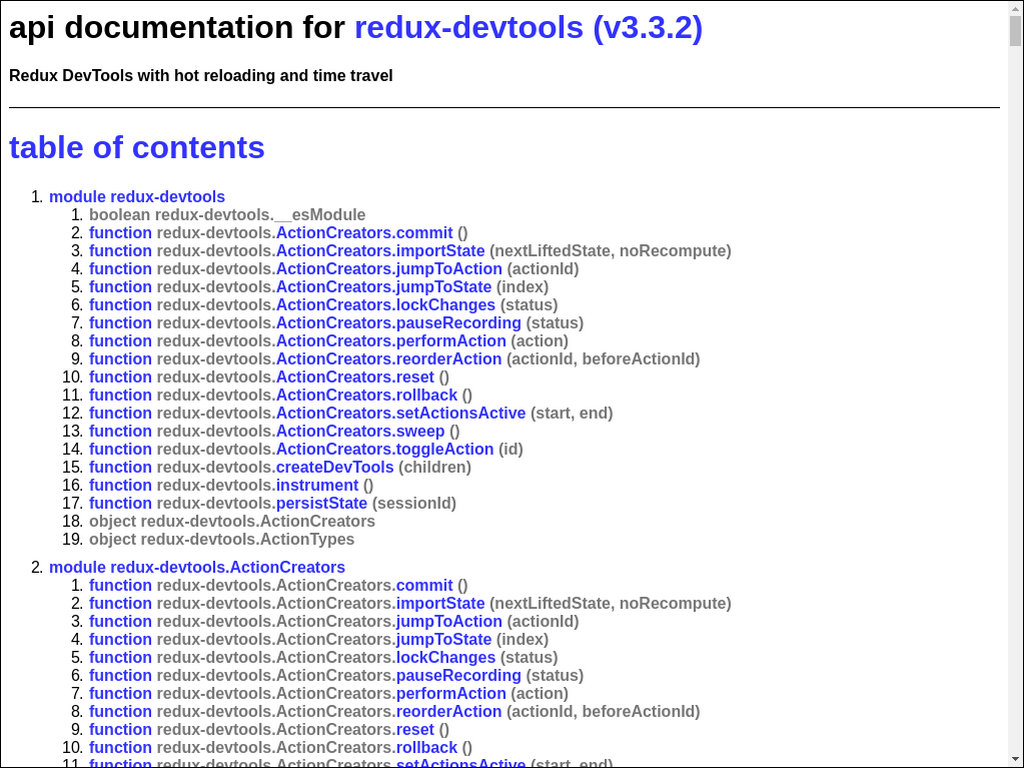 api documentation for redux-devtools (v3.3.2)
Redux DevTools with hot reloading and time travel
table of contents
1. module redux-devtools
1. boolean redux-devtools.__esModule
2. function redux-devtools.ActionCreators.commit ()
3. function redux-devtools.ActionCreators.importState (nextLiftedState, noRecompute)
4. function redux-devtools.ActionCreators.jumpToAction (actionId)
5. function redux-devtools.ActionCreators.jumpToState (index)
6. function redux-devtools.ActionCreators.lockChanges (status)
7. function redux-devtools.ActionCreators.pauseRecording (status)
8. function redux-devtools.ActionCreators.performAction (action)
9. function redux-devtools.ActionCreators.reorderAction (actionId, beforeActionId)
10. function redux-devtools.ActionCreators.reset ()
11. function redux-devtools.ActionCreators.rollback ()
12. function redux-devtools.ActionCreators.setActionsActive (start, end)
13. function redux-devtools.ActionCreators.sweep ()
14. function redux-devtools.ActionCreators.toggleAction (id)
15. function redux-devtools.createDevTools (children)
16. function redux-devtools.instrument ()
17. function redux-devtools.persistState (sessionId)
18. object redux-devtools.ActionCreators
19. object redux-devtools.ActionTypes
2. module redux-devtools.ActionCreators
1. function redux-devtools.ActionCreators.commit ()
2. function redux-devtools.ActionCreators.importState (nextLiftedState, noRecompute)
3. function redux-devtools.ActionCreators.jumpToAction (actionId)
4. function redux-devtools.ActionCreators.jumpToState (index)
5. function redux-devtools.ActionCreators.lockChanges (status)
6. function redux-devtools.ActionCreators.pauseRecording (status)
7. function redux-devtools.ActionCreators.performAction (action)
8. function redux-devtools.ActionCreators.reorderAction (actionId, beforeActionId)
9. function redux-devtools.ActionCreators.reset ()
10. function redux-devtools.ActionCreators.rollback ()
11. function redux-devtools.ActionCreators.setActionsActive (start, end)